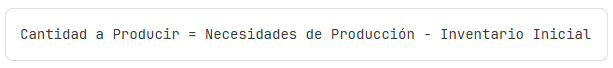 Cantidad a Producir = Necesidades de Producción - Inventario Inicial